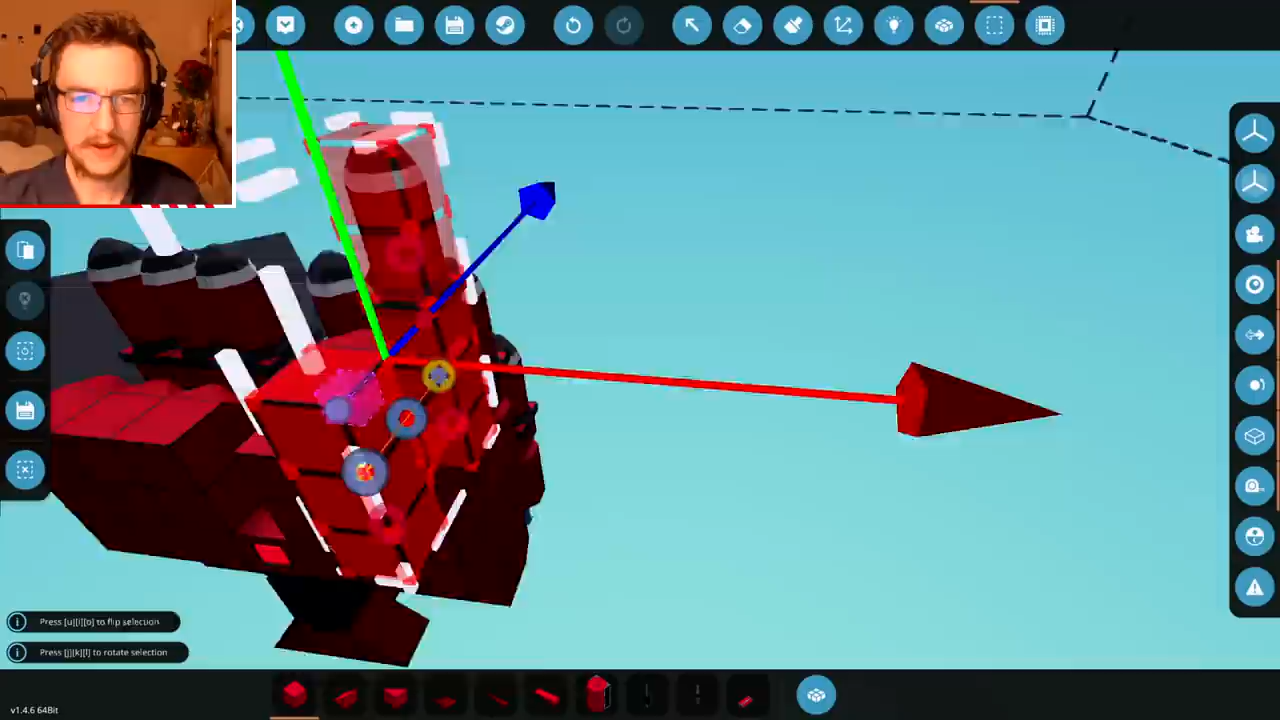 Press [u][i][o] to flip selection
Press [j][k][l] to rotate selection
v1.4.6 64Bit